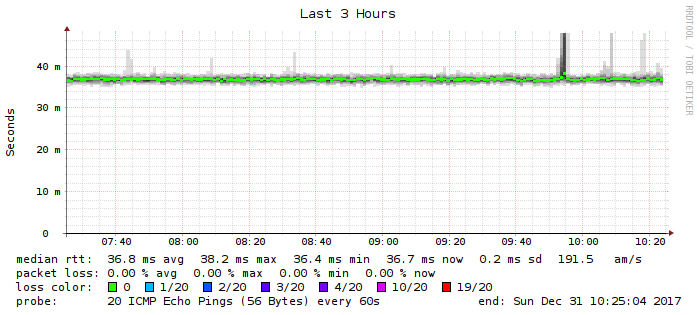 Last 3 Hours
RRDTOOL / TOBI OETIKER
Seconds
40 m
30 m
20 m
10 m
0
07:40 08:00 08:20 08:40 09:00 09:20 09:40 10:00 10:20
median rtt: 36.8 ms avg 38.2 ms max 36.4 ms min 36.7 ms now 0.2 ms sd 191.5 am/s
packet loss: 0.00 % avg 0.00 % max 0.00 % min 0.00 % now
loss color: 0 1/20 2/20 3/20 4/20 10/20 19/20
probe: 20 ICMP Echo Pings (56 Bytes) every 60s end: Sun Dec 31 10:25:04 2017